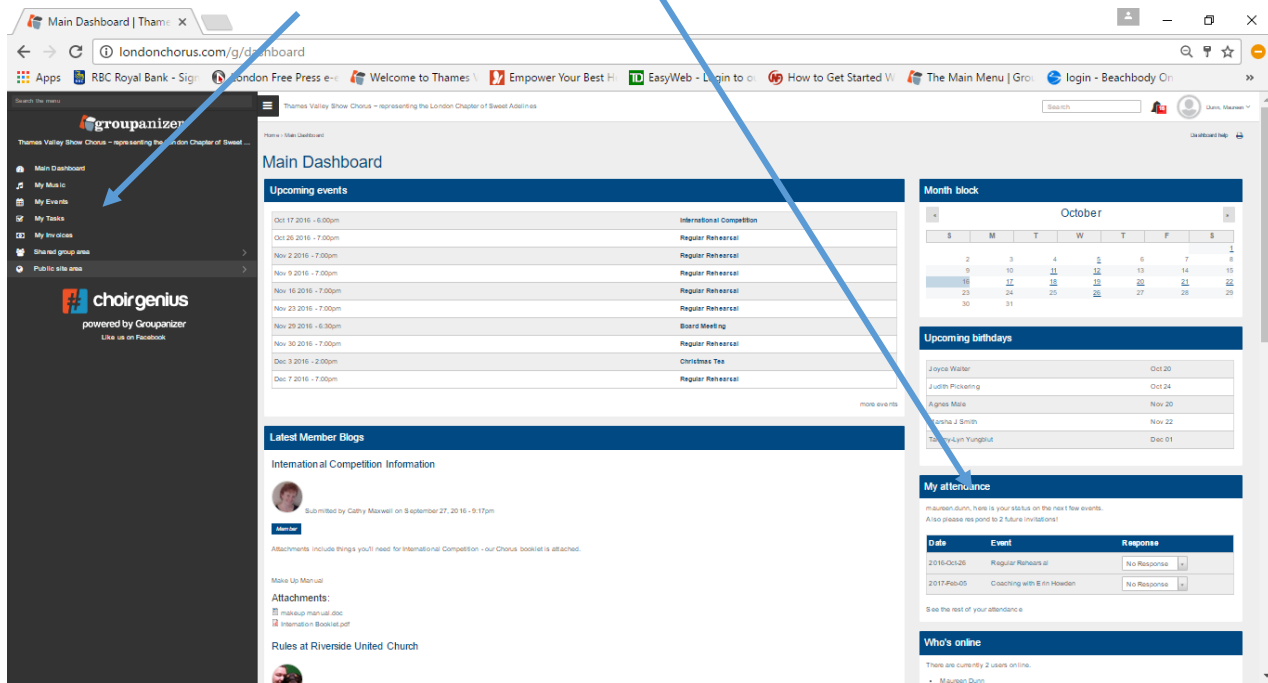 Main Dashboard | Thame
londonchorus.com/g/dashboard
Apps
RBC Royal Bank - Sign
London Free Press e-e
Welcome to Thames V
Empower Your Best H
EasyWeb - Login to o
How to Get Started W
The Main Menu | Grou
login - Beachbody On
»
Search the menu
groupanizer
Thames Valley Show Chorus ~ representing the London Chapter of Sweet ...
Main Dashboard
My Music
My Events
My Tasks
My Invoices
Shared group area
Public site area
choirgenius
powered by Groupanizer
Like us on Facebook
Thames Valley Show Chorus ~ representing the London Chapter of Sweet Adelines
Search
Dunn, Maureen
Home » Main Dashboard
Dashboard help
Main Dashboard
Upcoming events
Oct 17 2016 - 6:00pm International Competition
Oct 26 2016 - 7:00pm Regular Rehearsal
Nov 2 2016 - 7:00pm Regular Rehearsal
Nov 9 2016 - 7:00pm Regular Rehearsal
Nov 16 2016 - 7:00pm Regular Rehearsal
Nov 23 2016 - 7:00pm Regular Rehearsal
Nov 29 2016 - 6:30pm Board Meeting
Nov 30 2016 - 7:00pm Regular Rehearsal
Dec 3 2016 - 2:00pm Christmas Tea
Dec 7 2016 - 7:00pm Regular Rehearsal
more events
Latest Member Blogs
International Competition Information
Submitted by Cathy Maxwell on September 27, 2016 - 9:17pm
Member
Attachments include things you'll need for International Competition - our Chorus booklet is attached.
Make Up Manual
Attachments:
makeup manual.doc
Internation Booklet.pdf
Rules at Riverside United Church
Month block
« October »
S M T W T F S
1
2 3 4 5 6 7 8
9 10 11 12 13 14 15
16 17 18 19 20 21 22
23 24 25 26 27 28 29
30 31
Upcoming birthdays
Joyce Walter Oct 20
Judith Pickering Oct 24
Agnes Male Nov 20
Marsha J Smith Nov 22
Tammy-Lyn Yungblut Dec 01
My attendance
maureen.dunn, here is your status on the next few events.
Also please respond to 2 future invitations!
Date Event Response
2016-Oct-26 Regular Rehearsal No Response
2017-Feb-05 Coaching with Erin Howden No Response
See the rest of your attendance
Who's online
There are currently 2 users online.
• Maureen Dunn